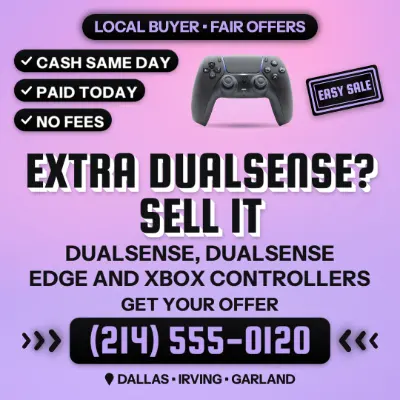 LOCAL BUYER • FAIR OFFERS
✓ CASH SAME DAY
✓ PAID TODAY
✓ NO FEES
EASY SALE
EXTRA DUALSENSE?
SELL IT
DUALSENSE, DUALSENSE
EDGE AND XBOX CONTROLLERS
GET YOUR OFFER
(214) 555-0120
DALLAS • IRVING • GARLAND